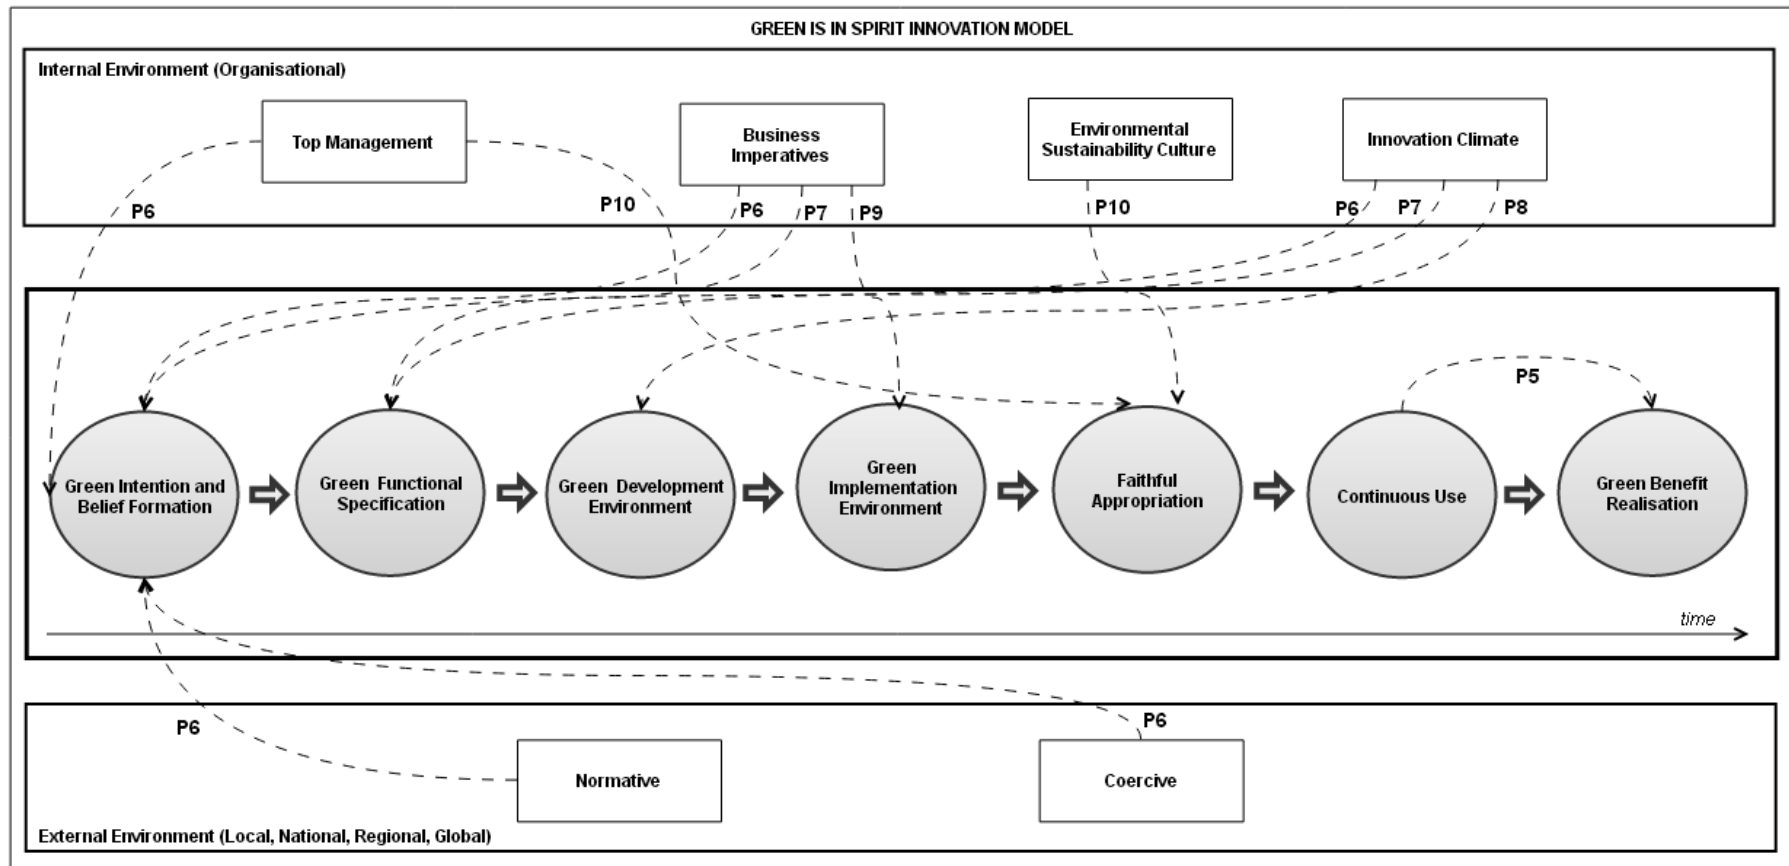 GREEN IS IN SPIRIT INNOVATION MODEL
Internal Environment (Organisational)
Top Management
Business
Imperatives
Environmental
Sustainability Culture
Innovation Climate
P6
P10
P6
P7
P9
P10
P6
P7
P8
P5
Green Intention and
Belief Formation
Green Functional
Specification
Green Development
Environment
Green
Implementation
Environment
Faithful
Appropriation
Continuous Use
Green Benefit
Realisation
time
P6
P6
Normative
Coercive
External Environment (Local, National, Regional, Global)